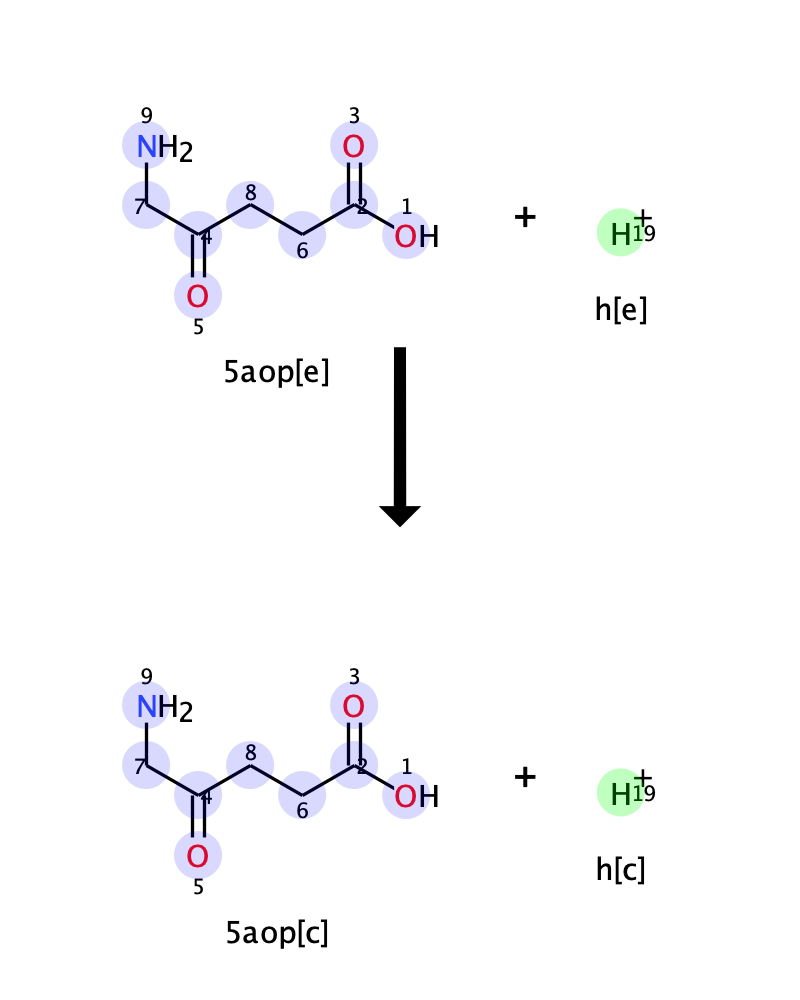 9 3
NH2 O
7 8 2 1
4 6 OH + H+ 19
O
5
h[e]
5aop[e]
9 3
NH2 O
7 8 2 1
4 6 OH + H+ 19
O
5
h[c]
5aop[c]